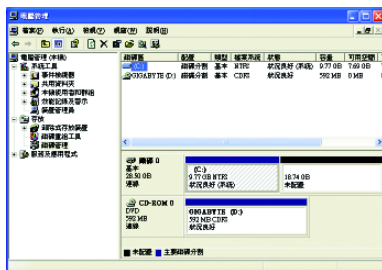 電腦管理
檔案(F) 執行(A) 檢視(V) 視窗(W) 說明(H)
電腦管理 (本機)
系統工具
事件檢視器
共用資料夾
本機使用者和群組
效能記錄及警示
裝置管理員
存放
卸除式存放裝置
磁碟重組工具
磁碟管理
服務及應用程式
磁碟區 配置 類型 檔案系統 狀態 容量 可用空間
(C:) 磁碟分割 基本 NTFS 狀況良好 (系統) 9.77 GB 7.69 GB
GIGABYTE (D:) 磁碟分割 基本 CDFS 狀況良好 592 MB 0 MB
磁碟 0
基本
28.50 GB
連線
(C:)
9.77 GB NTFS
狀況良好 (系統)
18.74 GB
未配置
CD-ROM 0
DVD
592 MB
連線
GIGABYTE (D:)
592 MB CDFS
狀況良好
未配置 主要磁碟分割